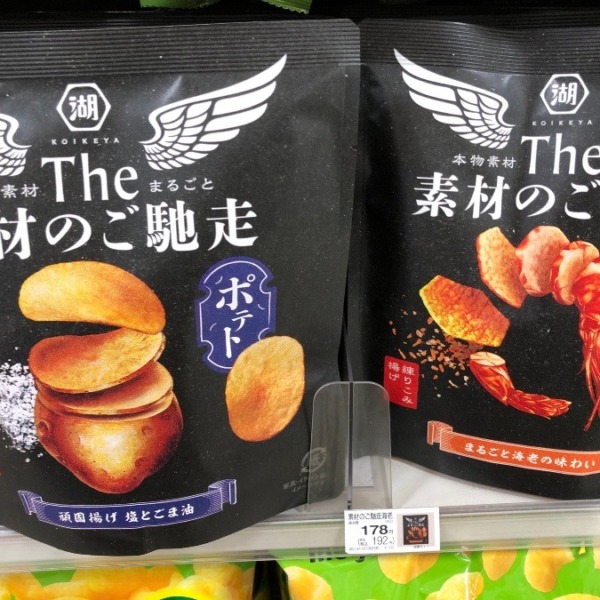 湖
KOIKEYA
素材
The
まるごと
材のご馳走
ポテト
頑固揚げ 塩とごま油
湖
KOIKEYA
本物素材
The
素材のご
練りこみ
揚げ
まるごと海老の味わい
素材のご馳走海老
178
192